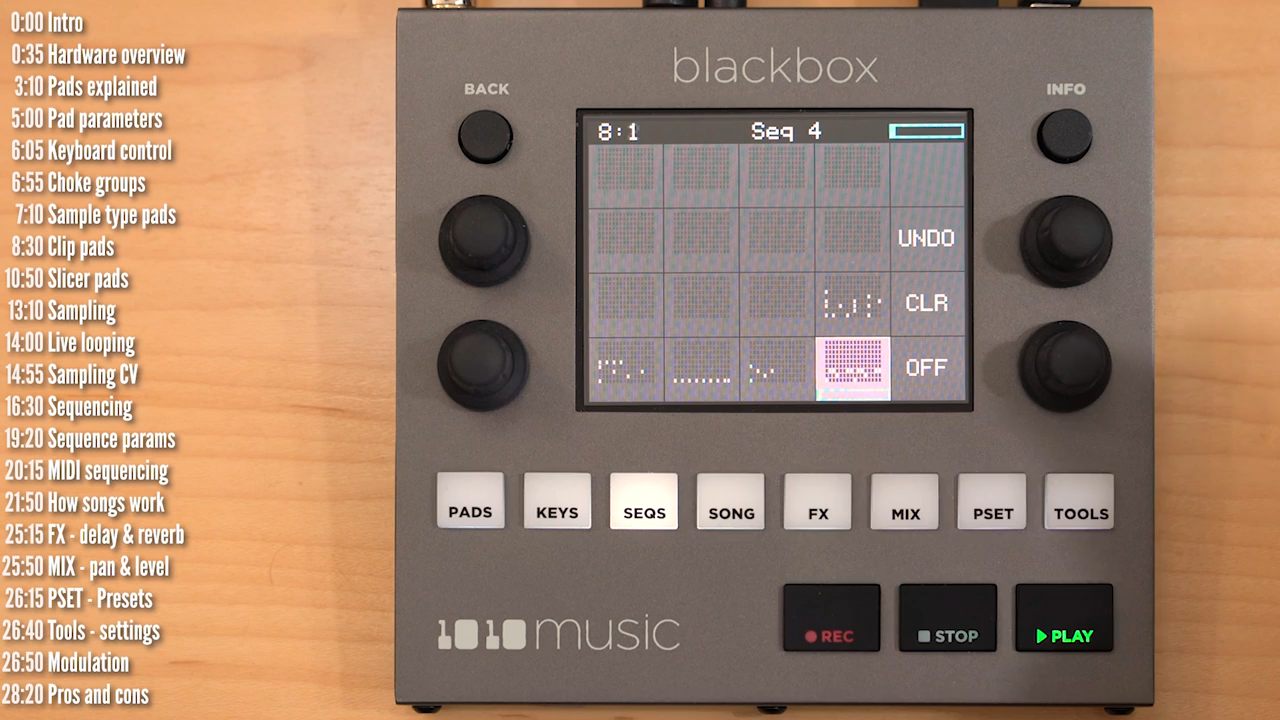 0:00 Intro
0:35 Hardware overview
3:10 Pads explained
5:00 Pad parameters
6:05 Keyboard control
6:55 Choke groups
7:10 Sample type pads
8:30 Clip pads
10:50 Slicer pads
13:10 Sampling
14:00 Live looping
14:55 Sampling CV
16:30 Sequencing
19:20 Sequence params
20:15 MIDI sequencing
21:50 How songs work
25:15 FX - delay & reverb
25:50 MIX - pan & level
26:15 PSET - Presets
26:40 Tools - settings
26:50 Modulation
28:20 Pros and cons
blackbox
BACK
INFO
8:1 Seq 4
UNDO
CLR
OFF
PADS KEYS SEQS SONG FX MIX PSET TOOLS
1010music
REC STOP PLAY